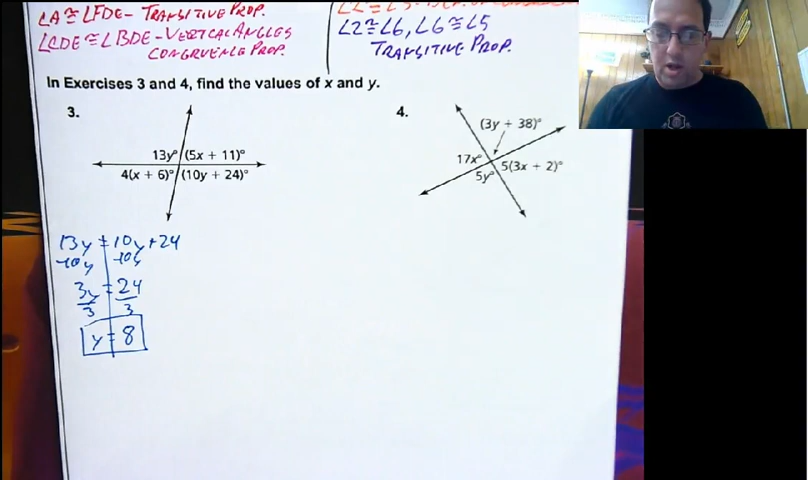 ∠A ≅ ∠FDE - TRANSITIVE PROP.
∠CDE ≅ ∠BDE - VERTICAL ANGLES
CONGRUENCE PROP.
∠2 ≅ ∠6, ∠6 ≅ ∠5
TRANSITIVE PROP.
In Exercises 3 and 4, find the values of x and y.
3.
13y° (5x + 11)°
4(x + 6)° (10y + 24)°
13y = 10y + 24
-10y -10y
3y = 24
3 3
y = 8
4.
(3y + 38)°
17x° 5(3x + 2)°
5y°